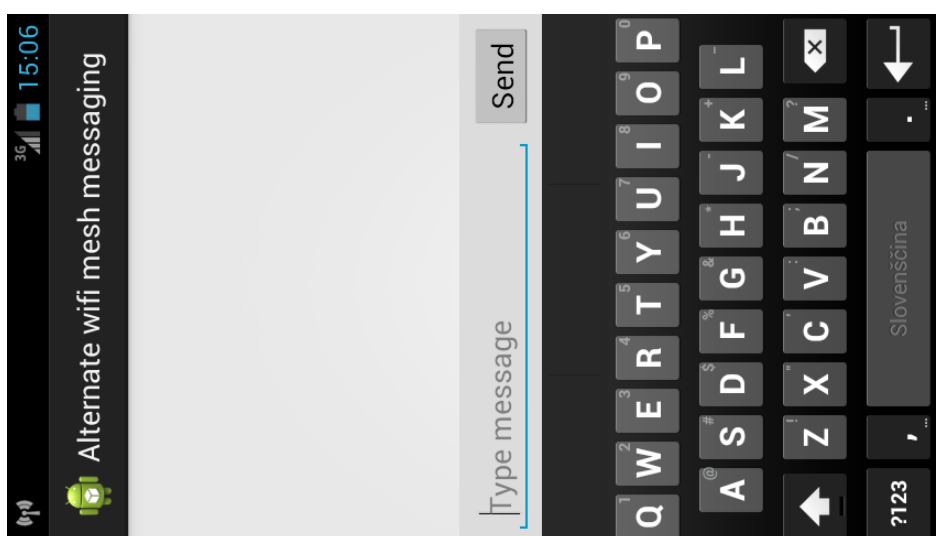 3G 15:06
Alternate wifi mesh messaging
Type message Send
1 2 3 4 5 6 7 8 9 0
Q W E R T Y U I O P
@ # $ % & * - + _
A S D F G H J K L
! " ' : ; / ?
Z X C V B N M
?123 , ... Slovenščina . ...